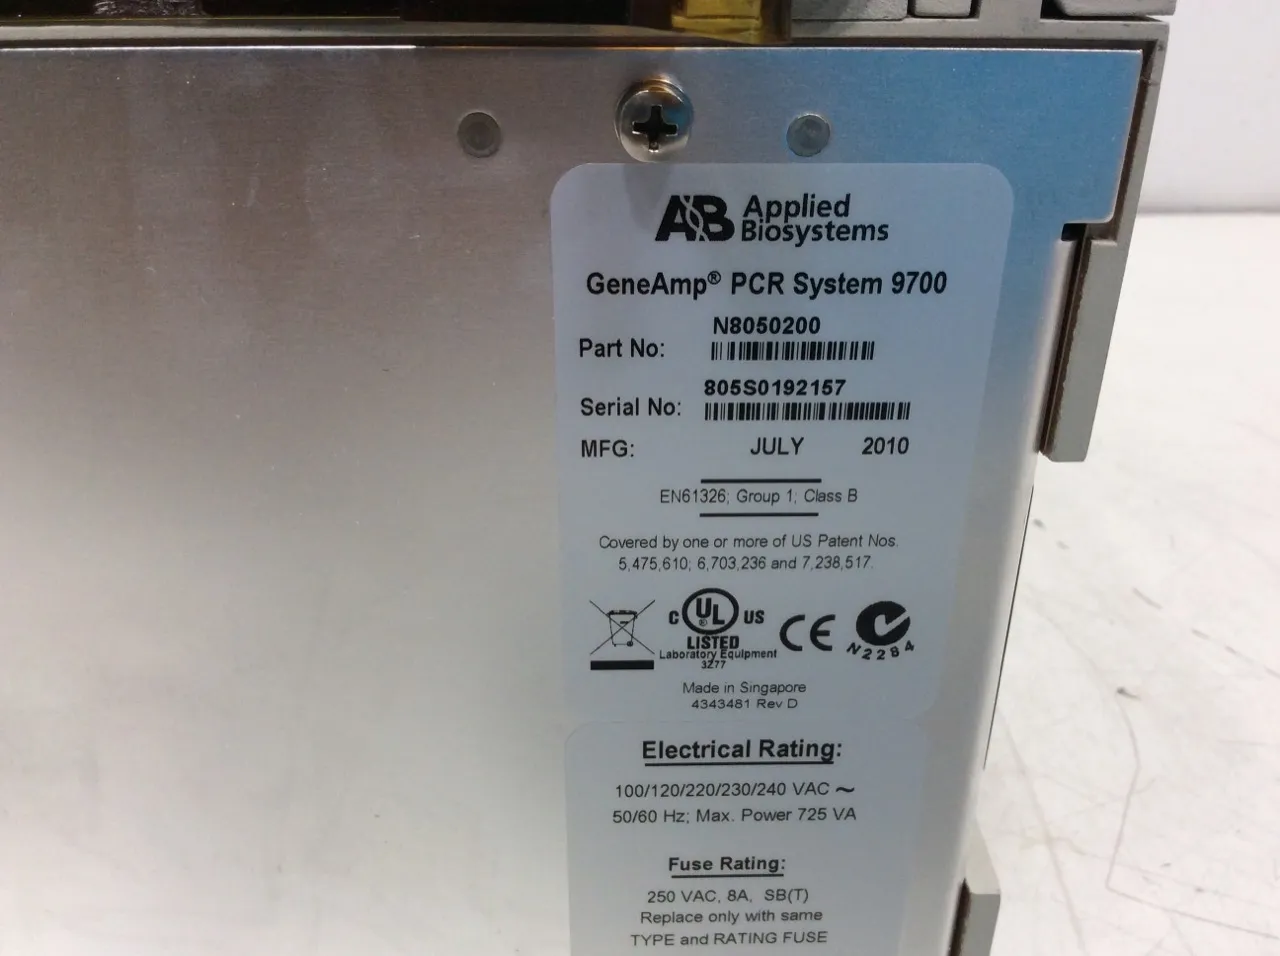 AB Applied
Biosystems
GeneAmp® PCR System 9700
N8050200
Part No:
805S0192157
Serial No:
MFG: JULY 2010
EN61326; Group 1; Class B
Covered by one or more of US Patent Nos.
5,475,610; 6,703,236 and 7,238,517.
C UL® US
LISTED
Laboratory Equipment
3Z77
CE
N2284
Made in Singapore
4343481 Rev D
Electrical Rating:
100/120/220/230/240 VAC ~
50/60 Hz; Max. Power 725 VA
Fuse Rating:
250 VAC, 8A, SB(T)
Replace only with same
TYPE and RATING FUSE